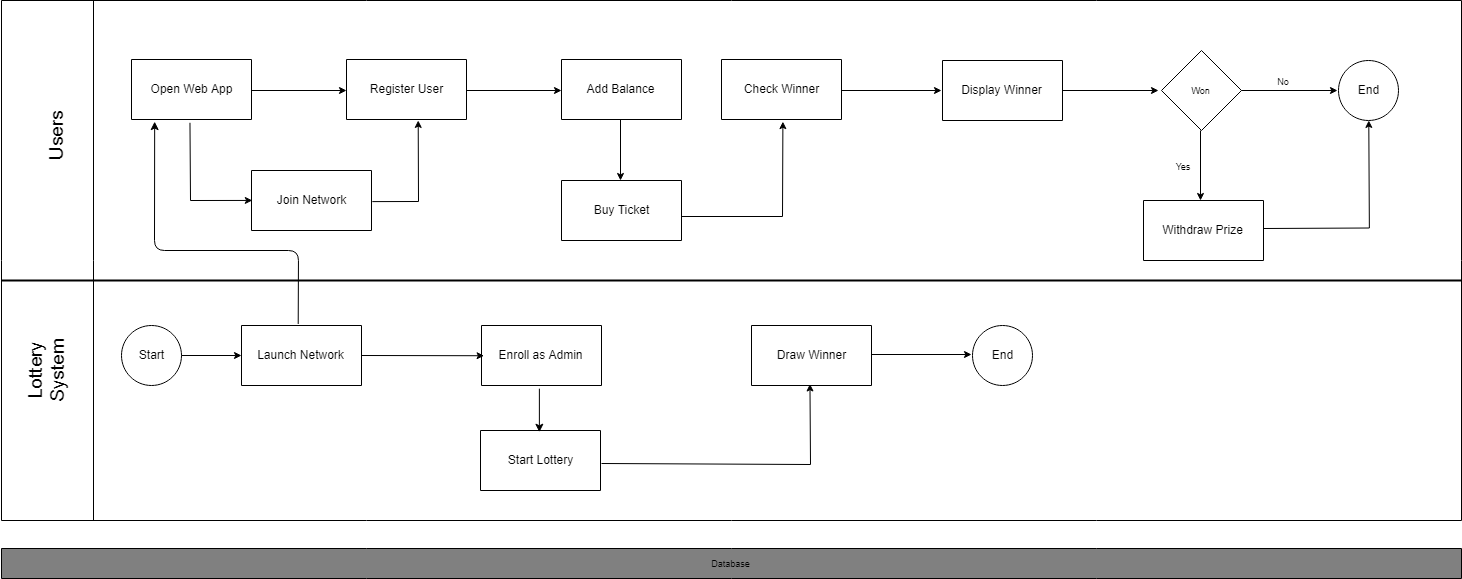 Users
Open Web App
Register User
Add Balance
Check Winner
Display Winner
Won
No
End
Yes
Join Network
Buy Ticket
Withdraw Prize
Lottery
System
Start
Launch Network
Enroll as Admin
Draw Winner
End
Start Lottery
Database